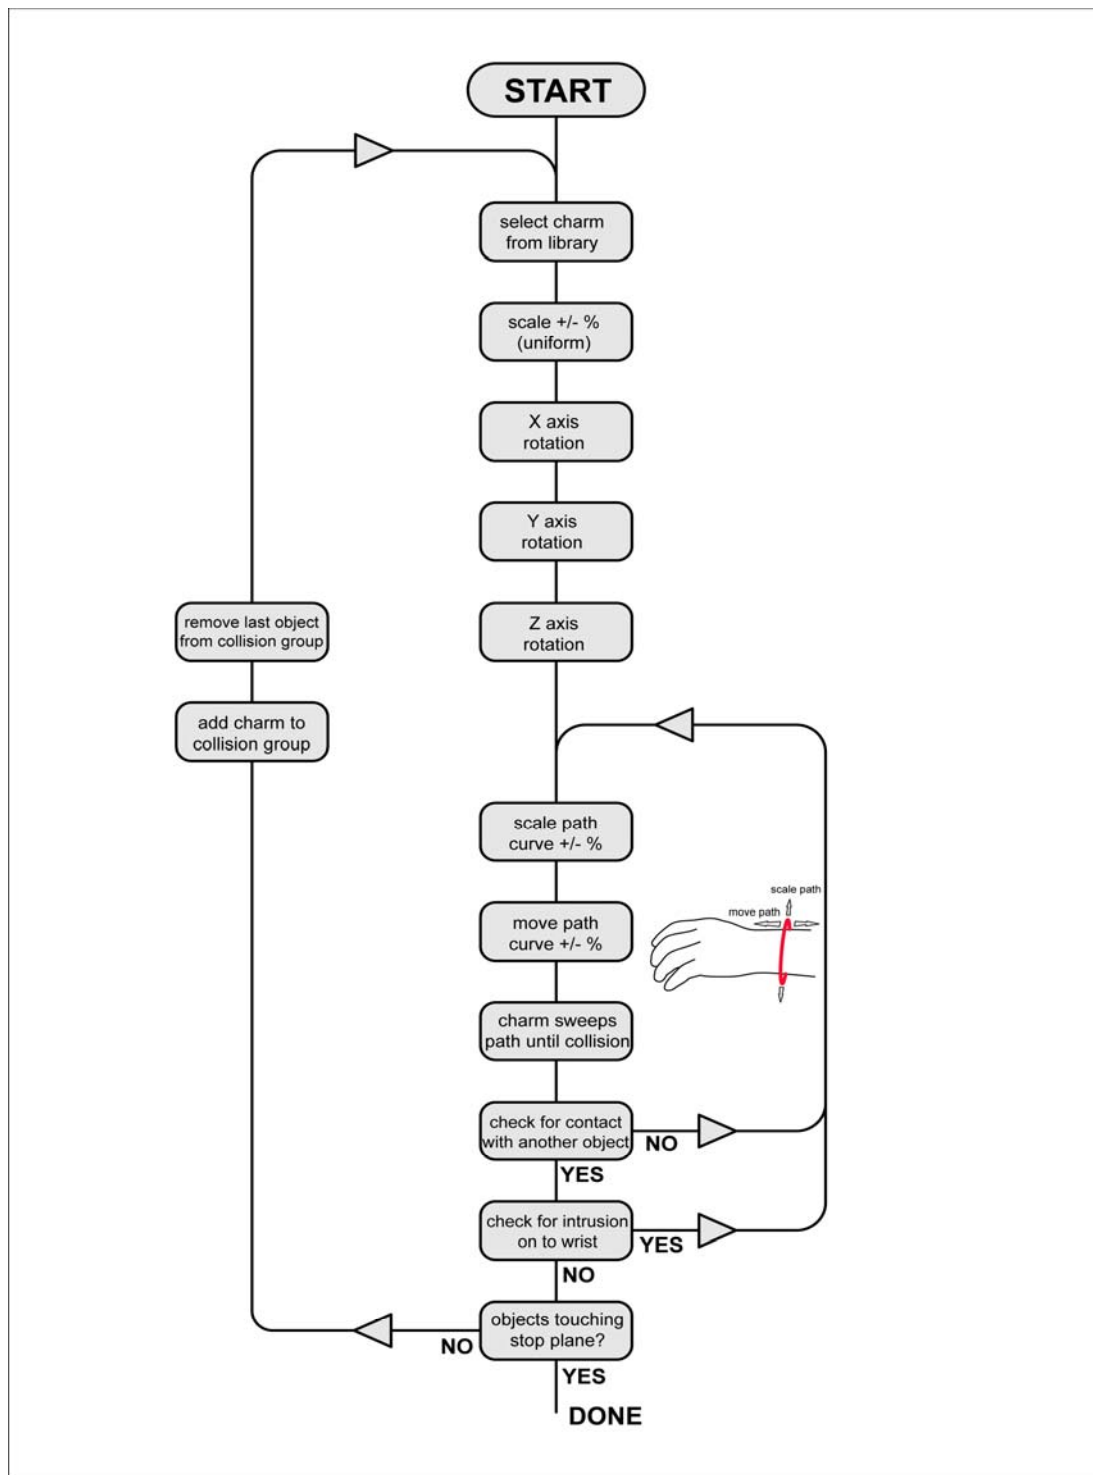 START
select charm
from library
scale +/- %
(uniform)
X axis
rotation
Y axis
rotation
Z axis
rotation
remove last object
from collision group
add charm to
collision group
scale path
curve +/- %
scale path
move path
move path
curve +/- %
charm sweeps
path until collision
check for contact
with another object
NO
YES
check for intrusion
on to wrist
YES
NO
objects touching
stop plane?
NO
YES
DONE